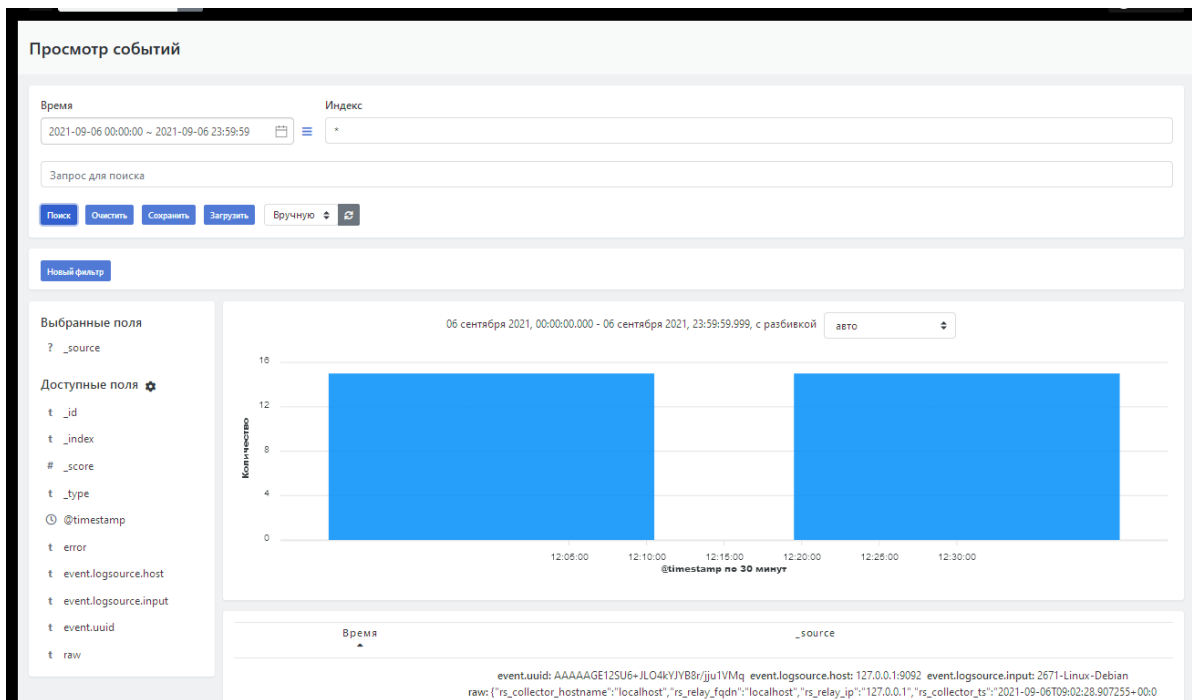 Просмотр событий
Время
Индекс
2021-09-06 00:00:00 ~ 2021-09-06 23:59:59
*
Запрос для поиска
Поиск Очистить Сохранить Загрузить Вручную
Новый фильтр
Выбранные поля
? _source
Доступные поля
t _id
t _index
# _score
t _type
@timestamp
t error
t event.logsource.host
t event.logsource.input
t event.uuid
t raw
06 сентября 2021, 00:00:00.000 - 06 сентября 2021, 23:59:59.999, с разбивкой авто
16
12
8
4
0
Количество
12:05:00 12:10:00 12:15:00 12:20:00 12:25:00 12:30:00
@timestamp по 30 минут
Время _source
event.uuid: AAAAAGE12SU6+JLO4kYJYB8r/jju1VMq event.logsource.host: 127.0.0.1:9092 event.logsource.input: 2671-Linux-Debian
raw: {"rs_collector_hostname":"localhost","rs_relay_fqdn":"localhost","rs_relay_ip":"127.0.0.1","rs_collector_ts":"2021-09-06T09:02:28.907255+00:0